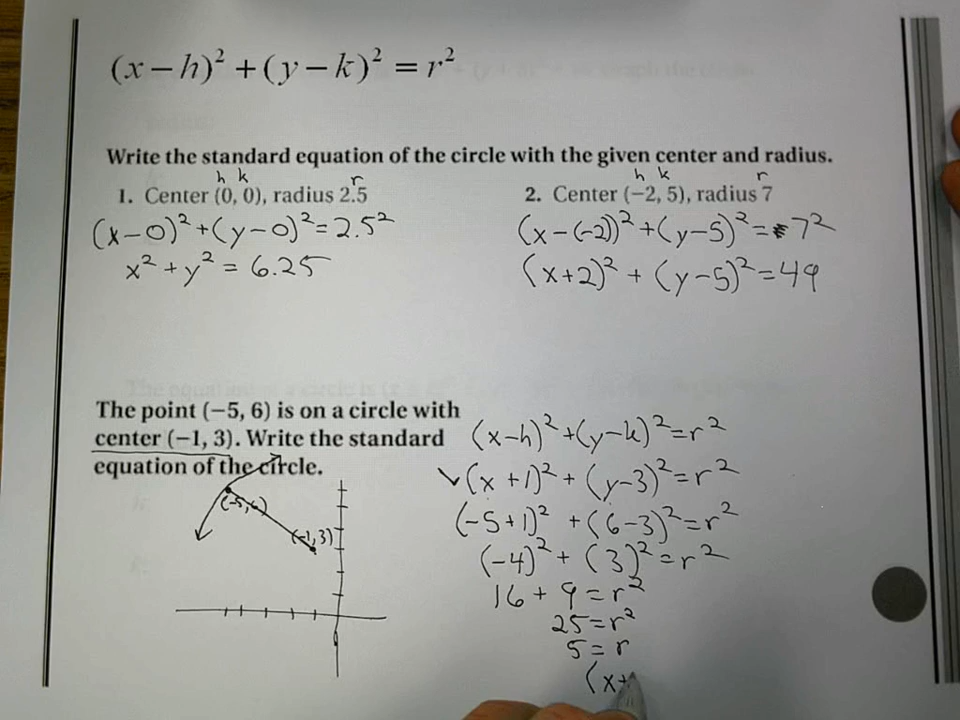 (x − h)² + (y − k)² = r²
Write the standard equation of the circle with the given center and radius.
h k r
1. Center (0, 0), radius 2.5
(x-0)²+(y-0)²=2.5²
x²+y²=6.25
h k r
2. Center (−2, 5), radius 7
(x-(-2))²+(y-5)²=7²
(x+2)²+(y-5)²=49
The point (−5, 6) is on a circle with
center (−1, 3). Write the standard
equation of the circle.
(-5,6)
(-1,3)
(x-h)²+(y-k)²=r²
✓(x+1)²+(y-3)²=r²
(-5+1)²+(6-3)²=r²
(-4)²+(3)²=r²
16+9=r²
25=r²
5=r
(x+